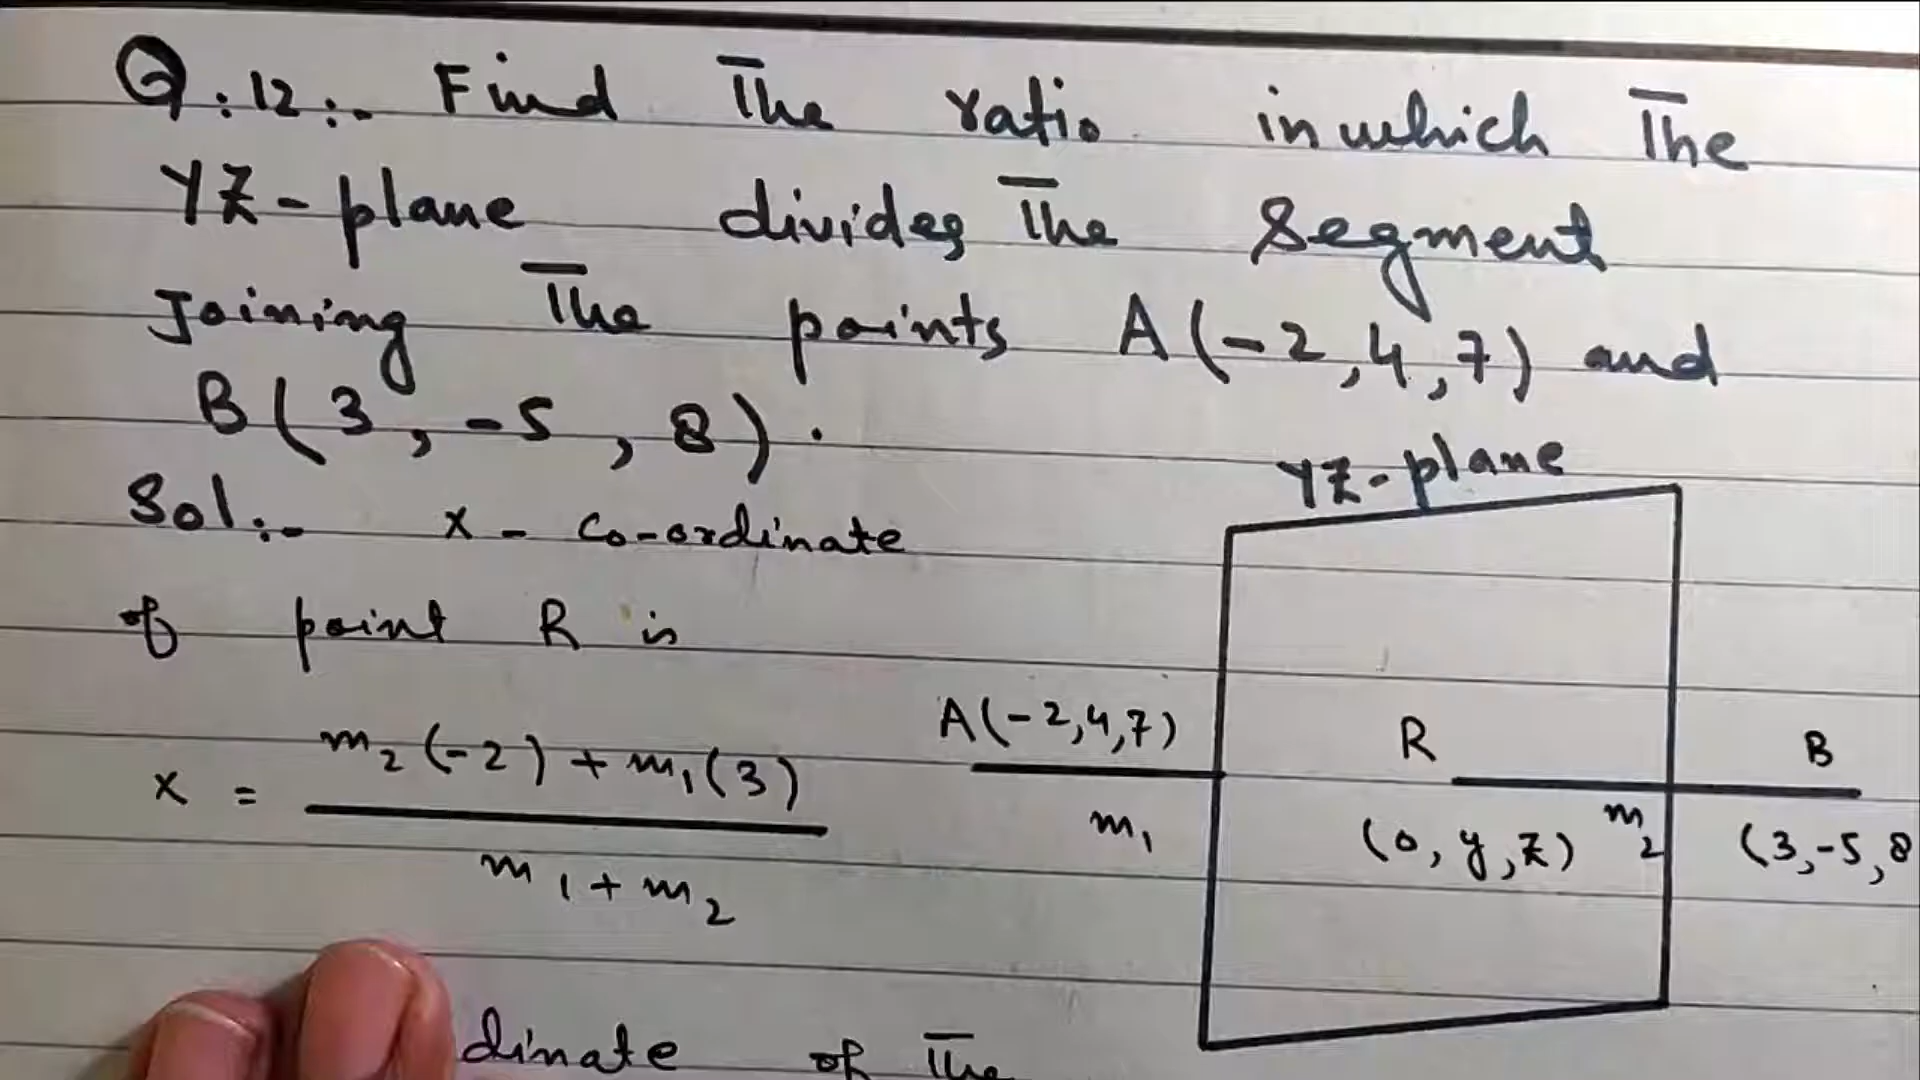 Q.12:- Find The ratio in which The
YZ-plane divides The Segment
Joining The points A(-2,4,7) and
B(3,-5,8).
Sol:- x-co-ordinate
of point R is
x = m₂(-2)+m₁(3)
m₁+m₂
YZ-plane
A(-2,4,7) R B
m₁ (0,y,z) m₂ (3,-5,8
dinate of The